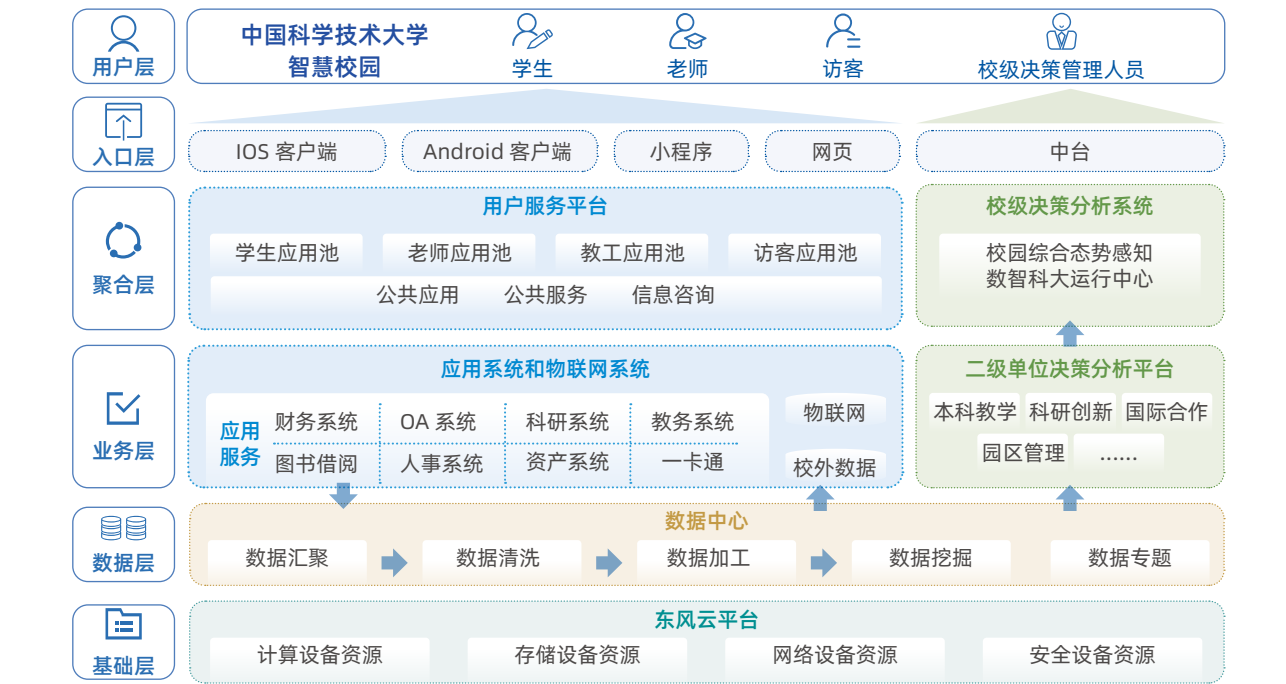 用户层
中国科学技术大学
智慧校园
学生
老师
访客
校级决策管理人员
入口层
IOS 客户端
Android 客户端
小程序
网页
中台
聚合层
用户服务平台
学生应用池
老师应用池
教工应用池
访客应用池
公共应用
公共服务
信息咨询
校级决策分析系统
校园综合态势感知
数智科大运行中心
业务层
应用系统和物联网系统
应用
服务
财务系统
OA 系统
科研系统
教务系统
图书借阅
人事系统
资产系统
一卡通
物联网
校外数据
二级单位决策分析平台
本科教学
科研创新
国际合作
园区管理
......
数据层
数据中心
数据汇聚
数据清洗
数据加工
数据挖掘
数据专题
基础层
东风云平台
计算设备资源
存储设备资源
网络设备资源
安全设备资源